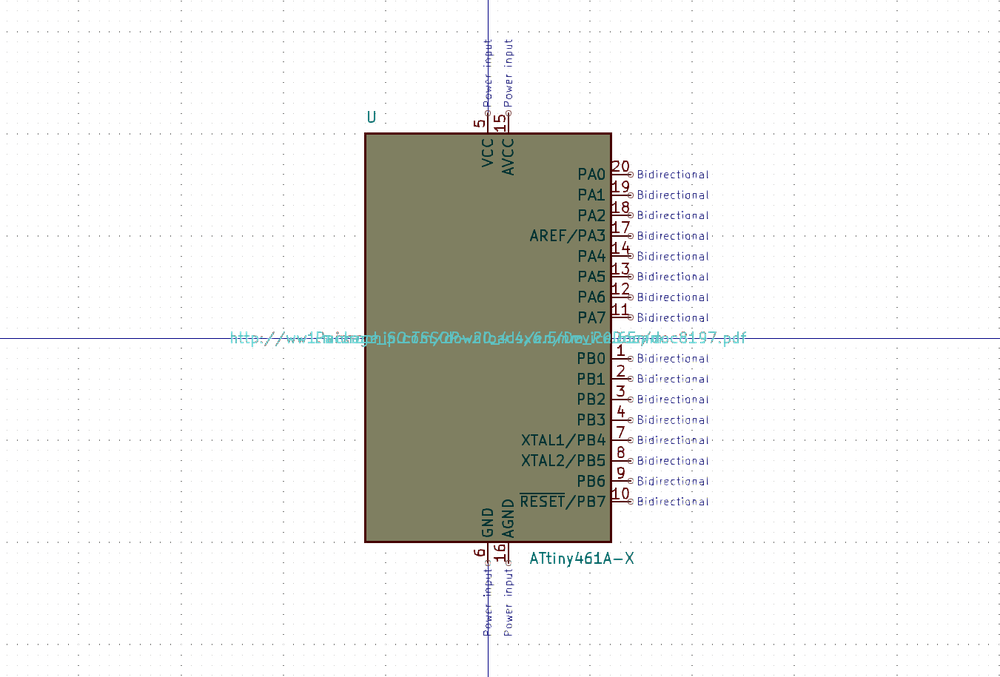 Power input
Power input
U
5
15
VCC
AVCC
PA0 20 Bidirectional
PA1 19 Bidirectional
PA2 18 Bidirectional
AREF/PA3 17 Bidirectional
PA4 14 Bidirectional
PA5 13 Bidirectional
PA6 12 Bidirectional
PA7 11 Bidirectional
PB0 1 Bidirectional
PB1 2 Bidirectional
PB2 3 Bidirectional
PB3 4 Bidirectional
XTAL1/PB4 7 Bidirectional
XTAL2/PB5 8 Bidirectional
PB6 9 Bidirectional
RESET/PB7 10 Bidirectional
GND
AGND
6
16
ATtiny461A-X
Power input
Power input